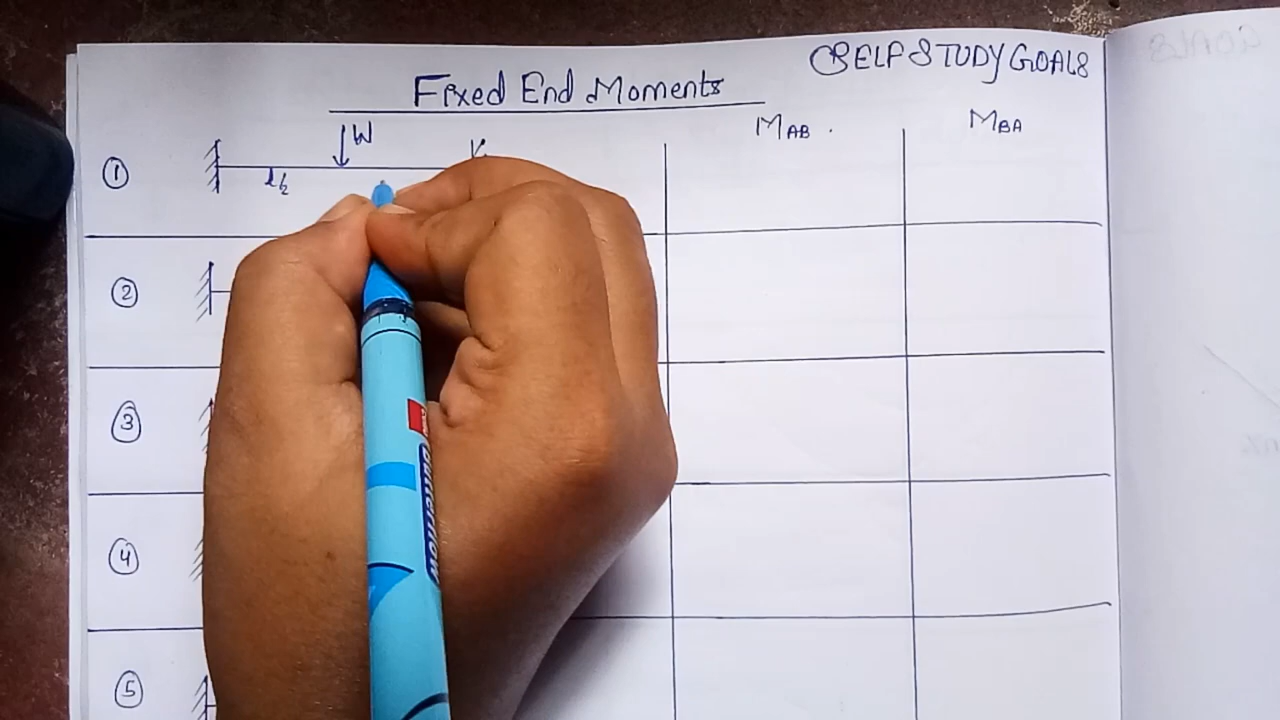 SELF STUDY GOALS
Fixed End Moments
MAB MBA
① W
l/2
②
③
④
⑤